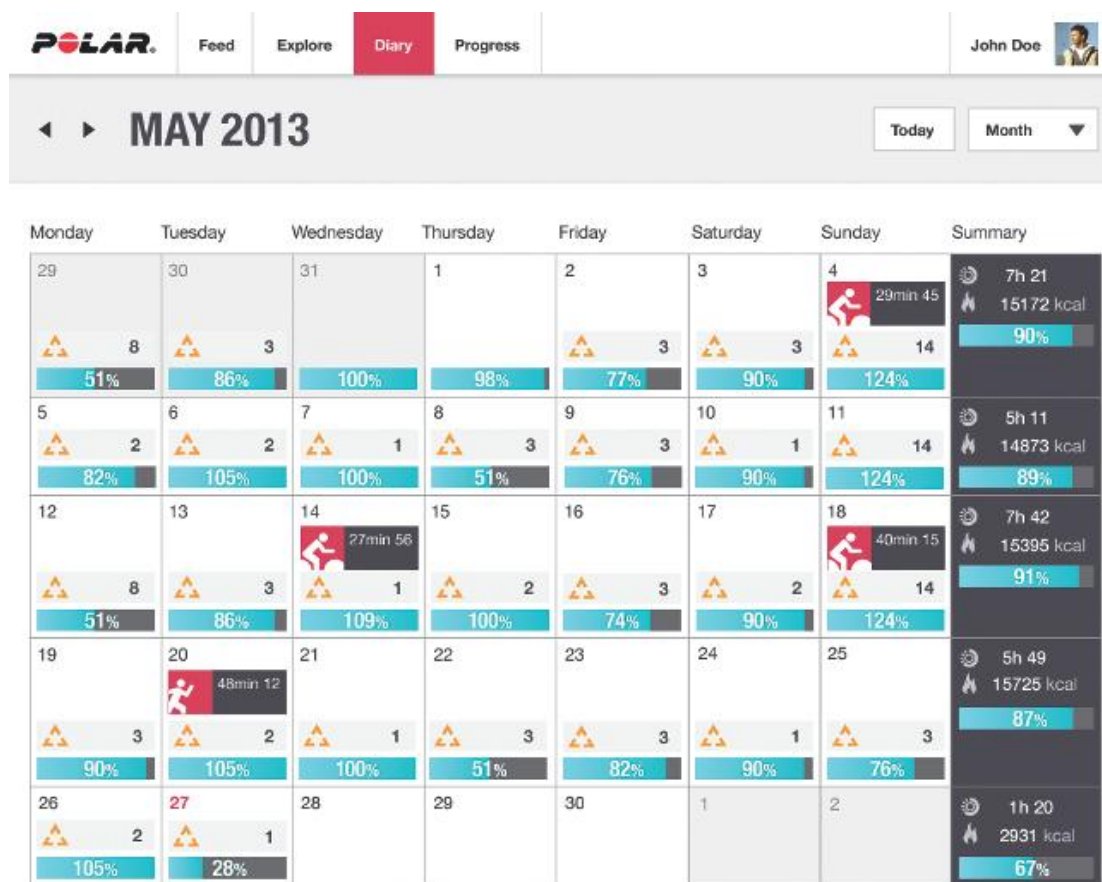 POLAR. Feed Explore Diary Progress John Doe
MAY 2013 Today Month
Monday Tuesday Wednesday Thursday Friday Saturday Sunday Summary
29 30 31 1 2 3 4 7h 21
29min 45 15172 kcal
8 3 3 3 14 90%
51% 86% 100% 98% 77% 90% 124%
5 6 7 8 9 10 11 5h 11
2 2 1 3 3 1 14 14873 kcal
82% 105% 100% 51% 76% 90% 124% 89%
12 13 14 15 16 17 18 7h 42
27min 56 40min 15 15395 kcal
8 3 1 2 3 2 14 91%
51% 86% 109% 100% 74% 90% 124%
19 20 21 22 23 24 25 5h 49
48min 12 15725 kcal
3 2 1 3 3 1 3 87%
90% 105% 100% 51% 82% 90% 76%
26 27 28 29 30 1 2 1h 20
2 1 2931 kcal
105% 28% 67%